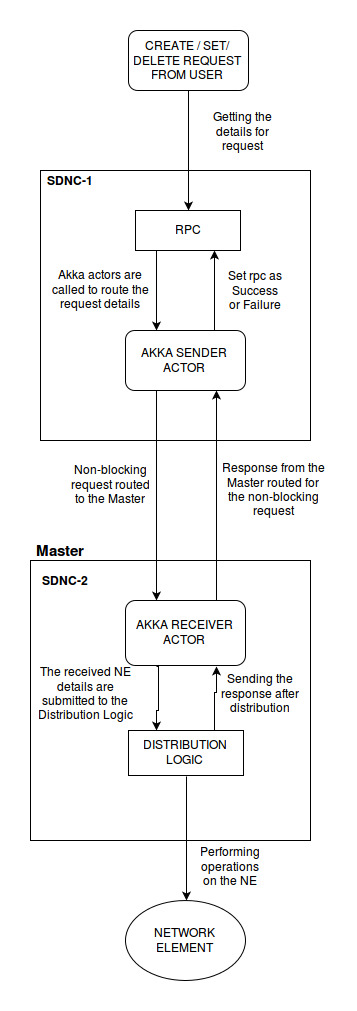 CREATE / SET/
DELETE REQUEST
FROM USER
Getting the
details for
request
SDNC-1
RPC
Akka actors are
called to route the
request details
Set rpc as
Success
or Failure
AKKA SENDER
ACTOR
Non-blocking
request routed
to the Master
Response from the
Master routed for
the non-blocking
request
Master
SDNC-2
AKKA RECEIVER
ACTOR
The received NE
details are
submitted to the
Distribution Logic
Sending the
response after
distribution
DISTRIBUTION
LOGIC
Performing
operations
on the NE
NETWORK
ELEMENT